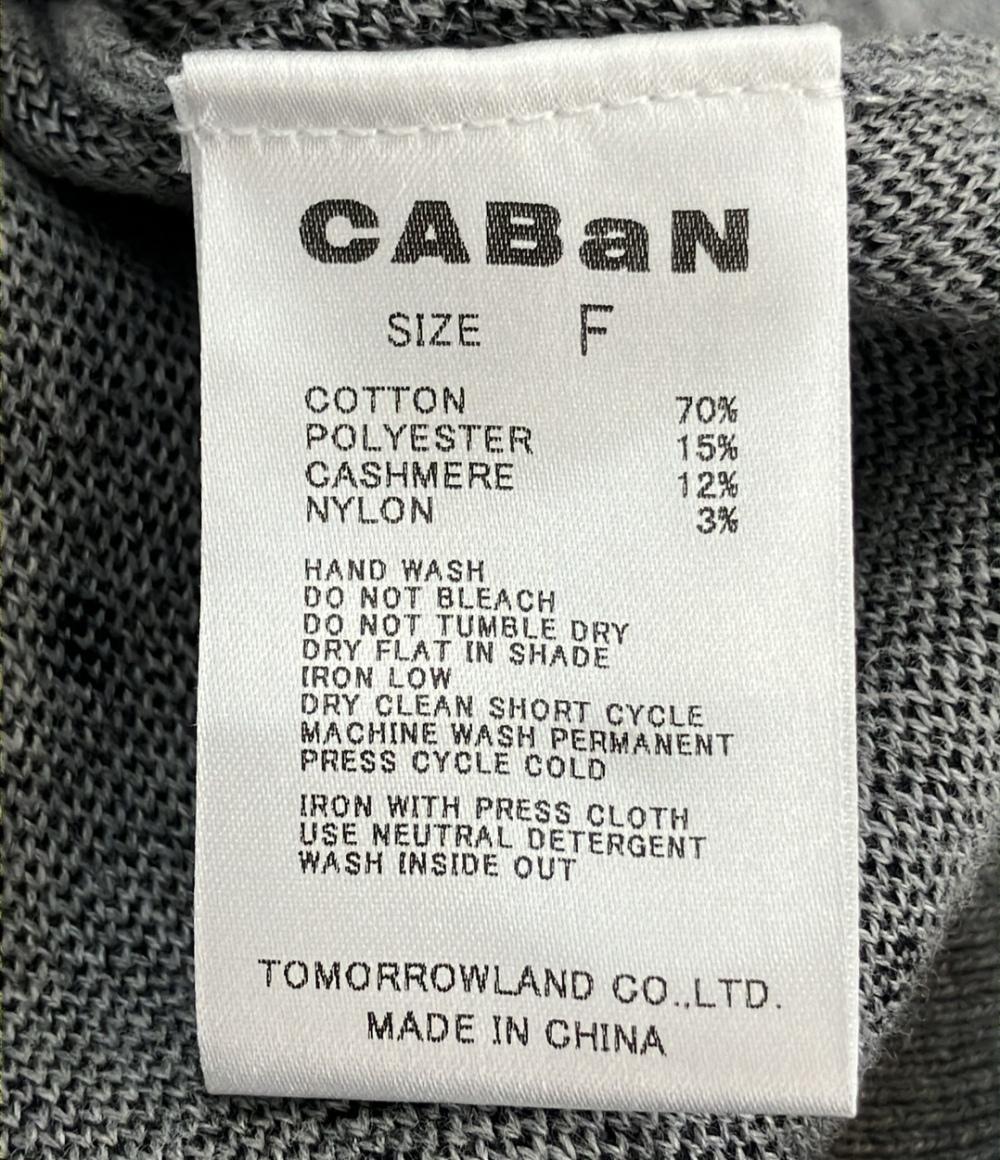 CABaN
SIZE F
COTTON 70%
POLYESTER 15%
CASHMERE 12%
NYLON 3%
HAND WASH
DO NOT BLEACH
DO NOT TUMBLE DRY
DRY FLAT IN SHADE
IRON LOW
DRY CLEAN SHORT CYCLE
MACHINE WASH PERMANENT
PRESS CYCLE COLD
IRON WITH PRESS CLOTH
USE NEUTRAL DETERGENT
WASH INSIDE OUT
TOMORROWLAND CO.,LTD.
MADE IN CHINA